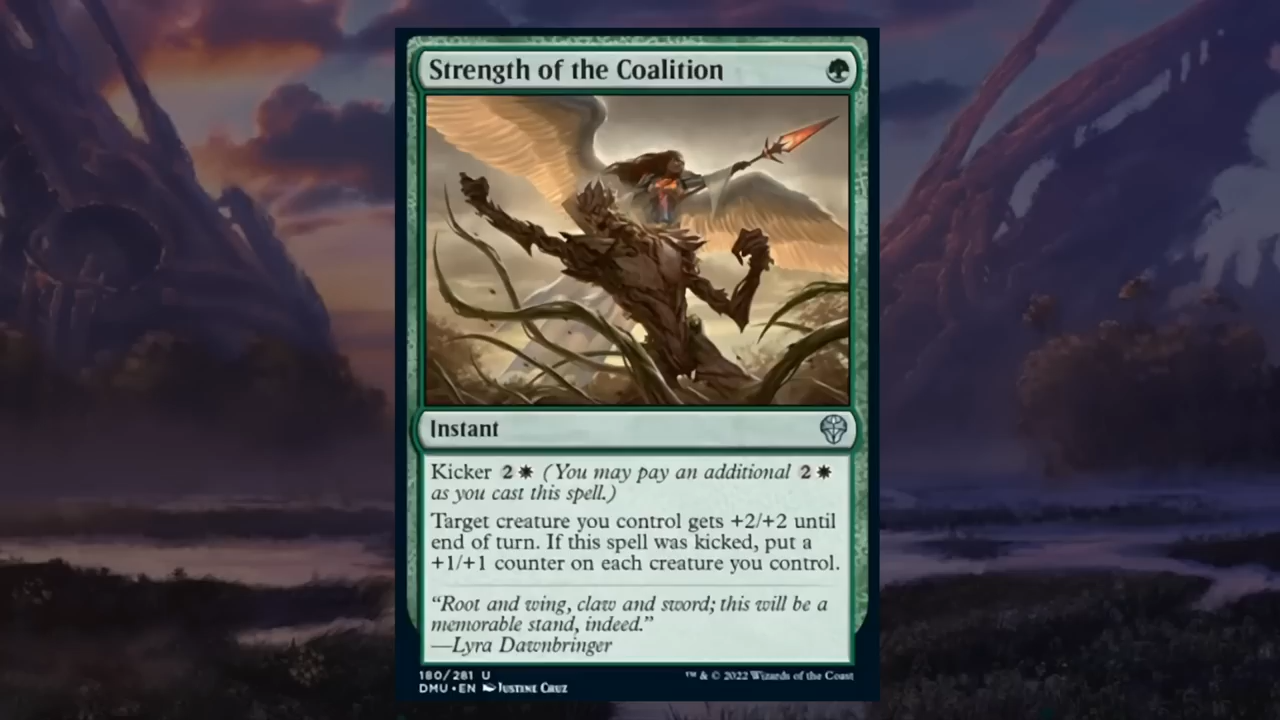 Strength of the Coalition
Instant
Kicker 2 (You may pay an additional 2
as you cast this spell.)
Target creature you control gets +2/+2 until
end of turn. If this spell was kicked, put a
+1/+1 counter on each creature you control.
“Root and wing, claw and sword; this will be a
memorable stand, indeed.”
—Lyra Dawnbringer
180/281 U
DMU • EN Justine Cruz
™ & © 2022 Wizards of the Coast